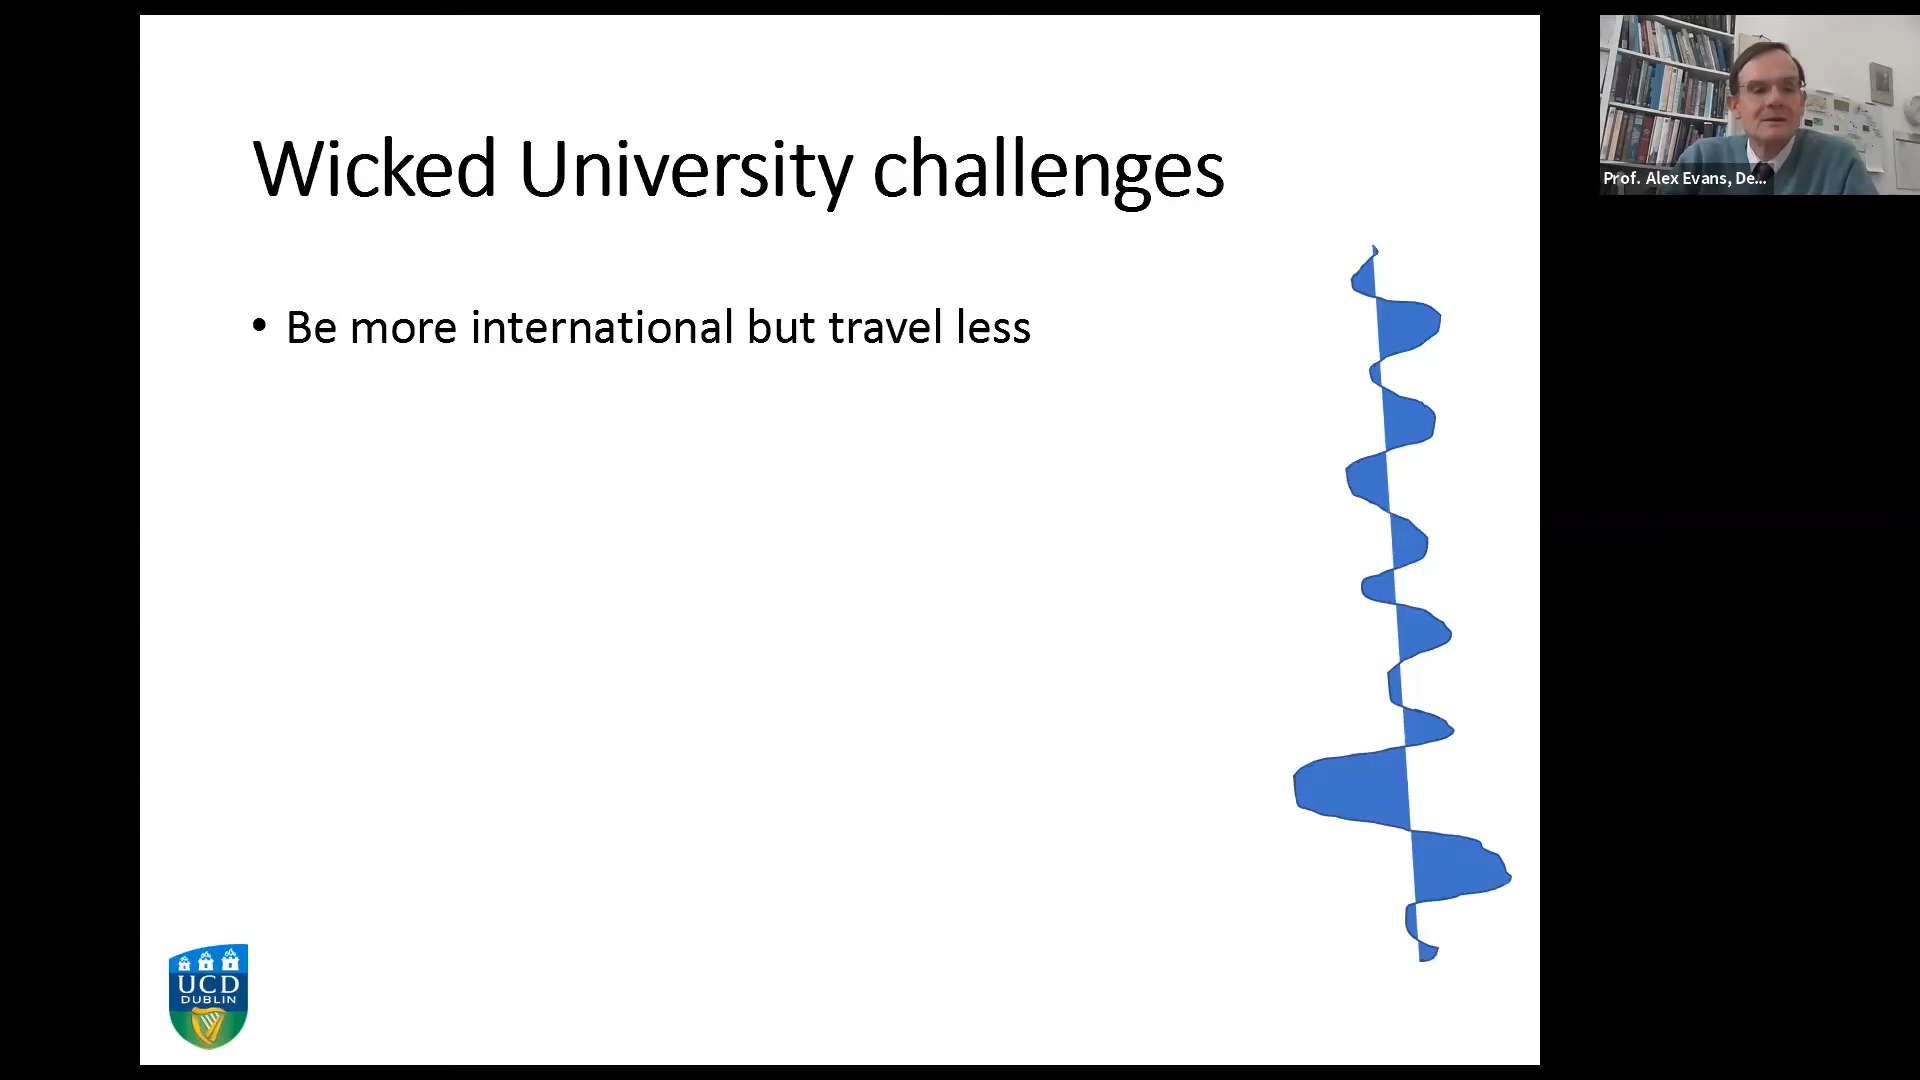 Wicked University challenges
• Be more international but travel less
Prof. Alex Evans, De...
UCD
DUBLIN